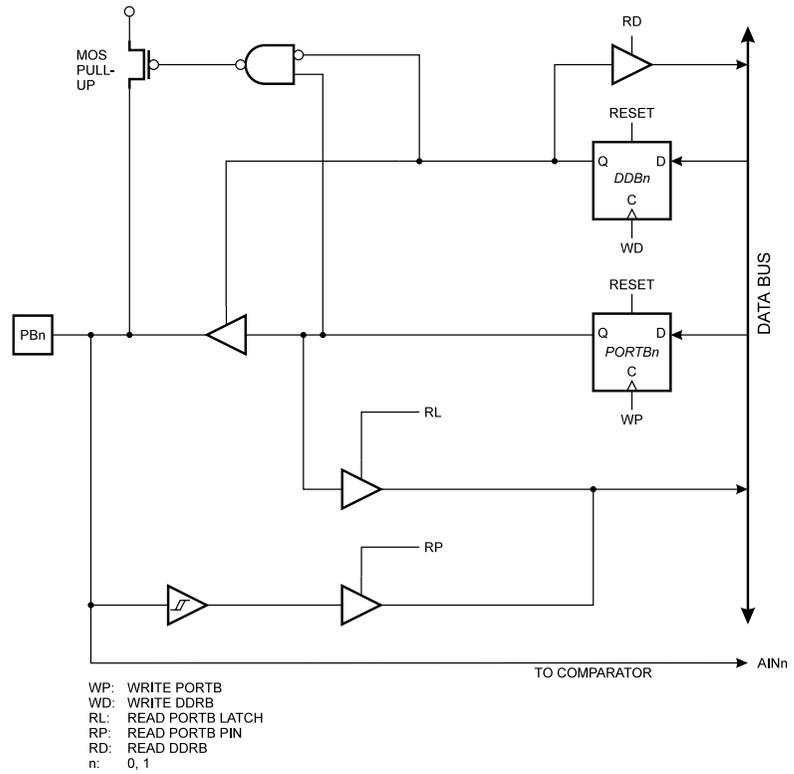 MOS
PULL-
UP
RD
RESET
Q D
DDBn
C
WD
DATA BUS
RESET
PBn
Q D
PORTBn
C
WP
RL
RP
TO COMPARATOR
AINn
WP: WRITE PORTB
WD: WRITE DDRB
RL: READ PORTB LATCH
RP: READ PORTB PIN
RD: READ DDRB
n: 0, 1